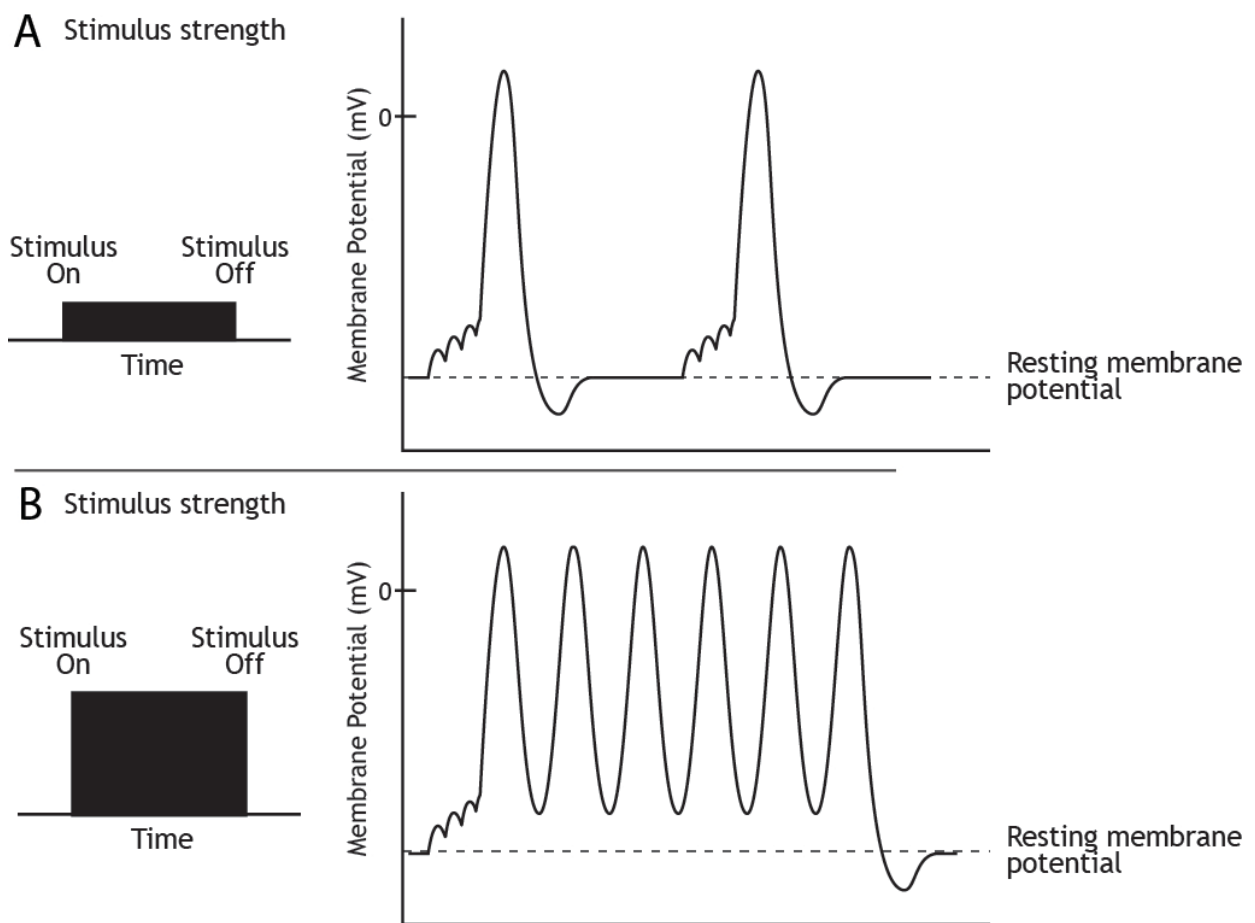 A Stimulus strength
Stimulus
On
Stimulus
Off
Time
Membrane Potential (mV)
0
Resting membrane
potential
B Stimulus strength
Stimulus
On
Stimulus
Off
Time
Membrane Potential (mV)
0
Resting membrane
potential